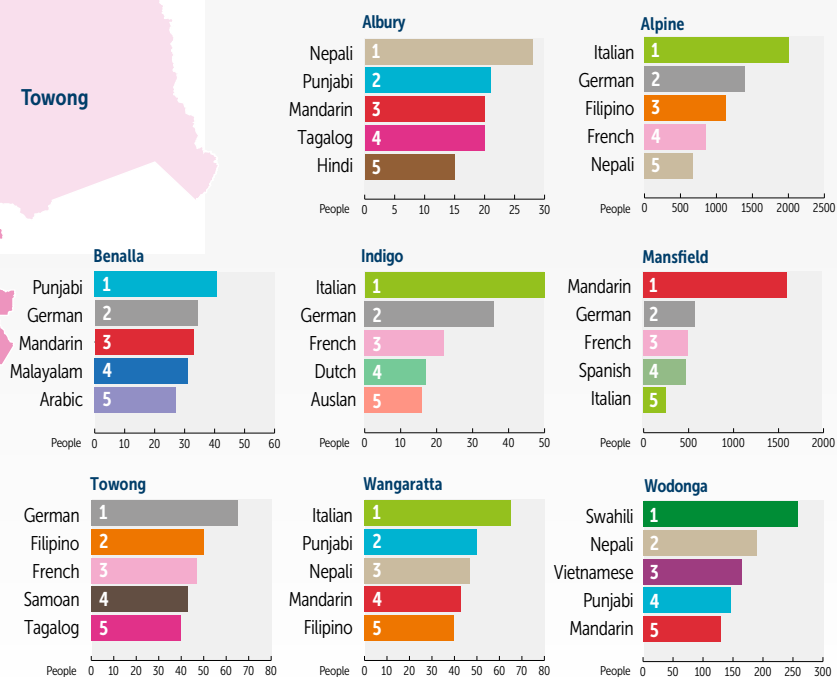 Towong
Albury
Nepali 1
Punjabi 2
Mandarin 3
Tagalog 4
Hindi 5
People 0 5 10 15 20 25 30
Alpine
Italian 1
German 2
Filipino 3
French 4
Nepali 5
People 0 500 1000 1500 2000 2500
Benalla
Punjabi 1
German 2
Mandarin 3
Malayalam 4
Arabic 5
People 0 10 20 30 40 50 60
Indigo
Italian 1
German 2
French 3
Dutch 4
Auslan 5
People 0 10 20 30 40 50
Mansfield
Mandarin 1
German 2
French 3
Spanish 4
Italian 5
People 0 500 1000 1500 2000
Towong
German 1
Filipino 2
French 3
Samoan 4
Tagalog 5
People 0 10 20 30 40 50 60 70 80
Wangaratta
Italian 1
Punjabi 2
Nepali 3
Mandarin 4
Filipino 5
People 0 10 20 30 40 50 60 70 80
Wodonga
Swahili 1
Nepali 2
Vietnamese 3
Punjabi 4
Mandarin 5
People 0 50 100 150 200 250 300